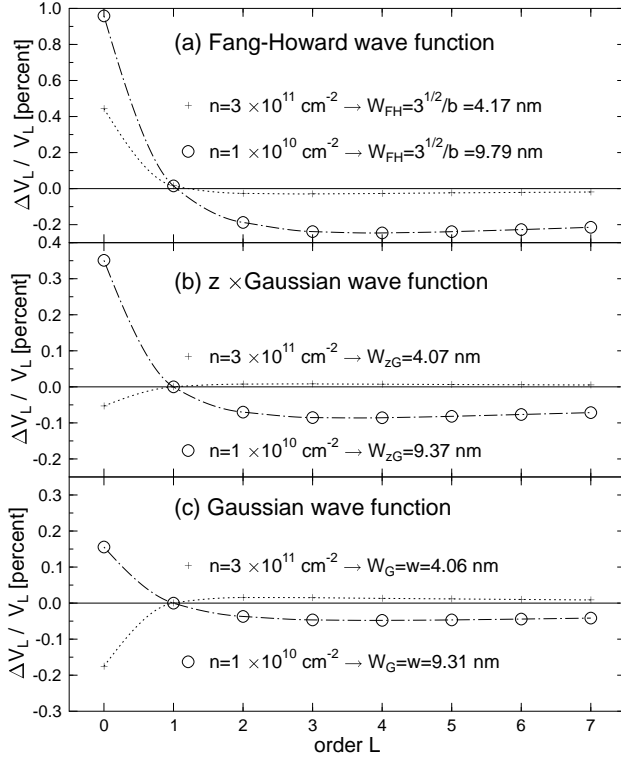 1.0
0.8
0.6
0.4
0.2
0.0
-0.2
0.4
ΔV_L / V_L [percent]
(a) Fang-Howard wave function
n=3 ×10^11 cm^-2 → W_FH=3^1/2/b =4.17 nm
n=1 ×10^10 cm^-2 → W_FH=3^1/2/b =9.79 nm
0.3
0.2
0.1
0.0
-0.1
-0.2
ΔV_L / V_L [percent]
(b) z ×Gaussian wave function
n=3 ×10^11 cm^-2 → W_zG=4.07 nm
n=1 ×10^10 cm^-2 → W_zG=9.37 nm
0.3
0.2
0.1
0.0
-0.1
-0.2
-0.3
ΔV_L / V_L [percent]
(c) Gaussian wave function
n=3 ×10^11 cm^-2 → W_G=w=4.06 nm
n=1 ×10^10 cm^-2 → W_G=w=9.31 nm
0 1 2 3 4 5 6 7
order L